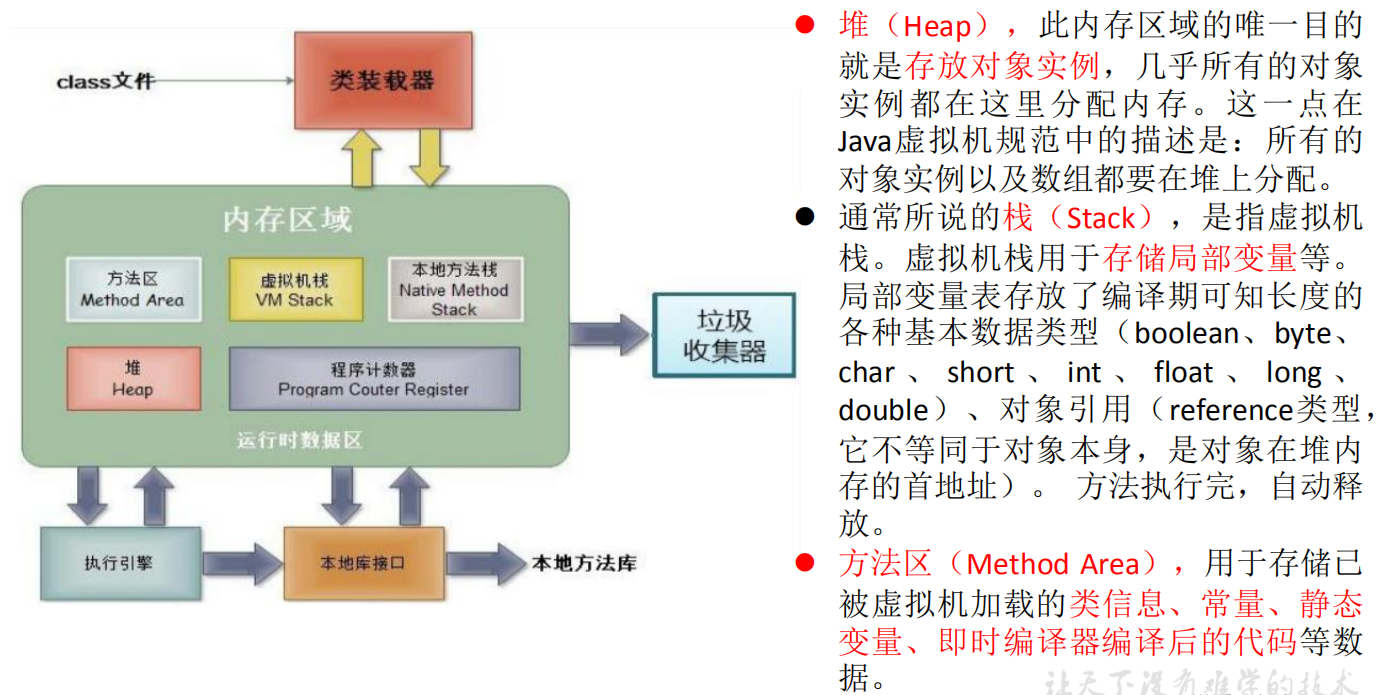 class文件
类装载器
内存区域
方法区
Method Area
虚拟机栈
VM Stack
本地方法栈
Native Method
Stack
堆
Heap
程序计数器
Program Couter Register
运行时数据区
垃圾
收集器
执行引擎
本地库接口
本地方法库
● 堆（Heap），此内存区域的唯一目的
就是存放对象实例，几乎所有的对象
实例都在这里分配内存。这一点在
Java虚拟机规范中的描述是：所有的
对象实例以及数组都要在堆上分配。
● 通常所说的栈（Stack），是指虚拟机
栈。虚拟机栈用于存储局部变量等。
局部变量表存放了编译期可知长度的
各种基本数据类型（boolean、byte、
char 、 short 、 int 、 float 、 long 、
double）、对象引用（reference类型，
它不等同于对象本身，是对象在堆内
存的首地址）。 方法执行完，自动释
放。
● 方法区（Method Area），用于存储已
被虚拟机加载的类信息、常量、静态
变量、即时编译器编译后的代码等数
据。
让天下没有难学的技术